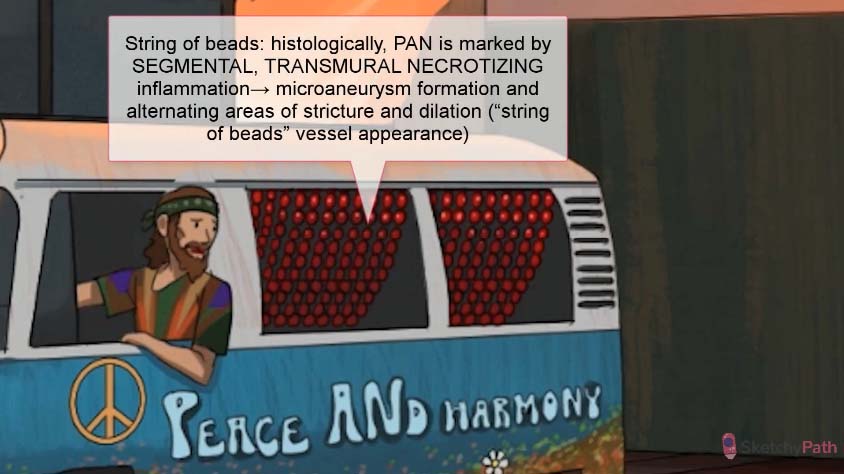 String of beads: histologically, PAN is marked by
SEGMENTAL, TRANSMURAL NECROTIZING
inflammation→ microaneurysm formation and
alternating areas of stricture and dilation (“string
of beads” vessel appearance)
PEACE AND HARMONY
SketchyPath